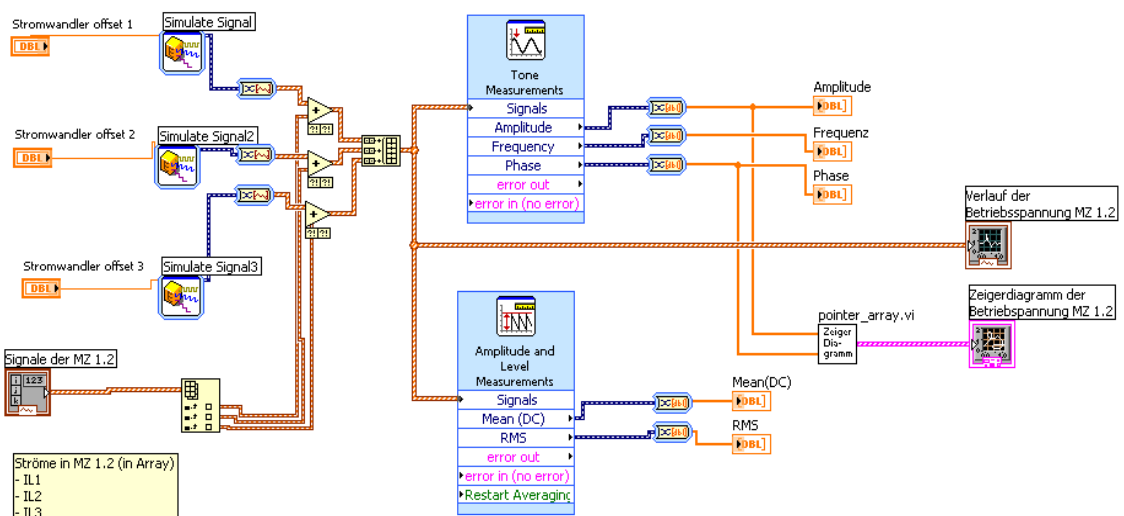 Stromwandler offset 1
DBL
Simulate Signal
Stromwandler offset 2
DBL
Simulate Signal2
Stromwandler offset 3
DBL
Simulate Signal3
Signale der MZ 1.2
i
j
k
123
Ströme in MZ 1.2 (in Array)
- IL1
- IL2
- IL3
Tone
Measurements
Signals
Amplitude
Frequency
Phase
error out
error in (no error)
Amplitude
DBL
Frequenz
DBL
Phase
DBL
Verlauf der
Betriebsspannung MZ 1.2
Amplitude and
Level
Measurements
Signals
Mean (DC)
RMS
error out
error in (no error)
Restart Averaging
pointer_array.vi
Zeiger
Dia-
gramm
Zeigerdiagramm der
Betriebsspannung MZ 1.2
Mean(DC)
DBL
RMS
DBL